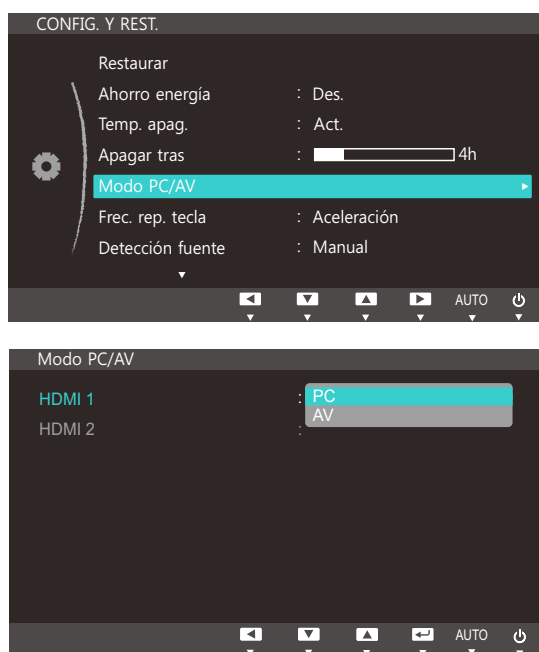 CONFIG. Y REST.
Restaurar
Ahorro energía : Des.
Temp. apag. : Act.
Apagar tras : 4h
Modo PC/AV
Frec. rep. tecla : Aceleración
Detección fuente : Manual
AUTO
Modo PC/AV
HDMI 1 : PC
AV
HDMI 2 :
AUTO